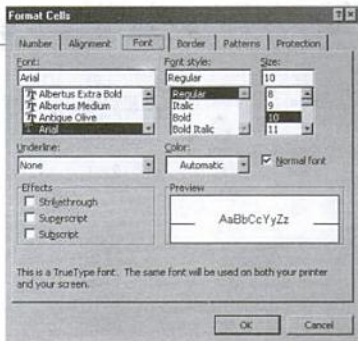 Format Cells
Number Alignment Font Border Patterns Protection
Font: Font style: Size:
Arial Regular 10
Albertus Extra Bold Regular 8
Albertus Medium Italic 9
Antique Olive Bold 10
Arial Bold Italic 11
Underline: Color:
None Automatic Normal font
Effects Preview
Strikethrough
Superscript AaBbCcYyZz
Subscript
This is a TrueType font. The same font will be used on both your printer
and your screen.
OK Cancel